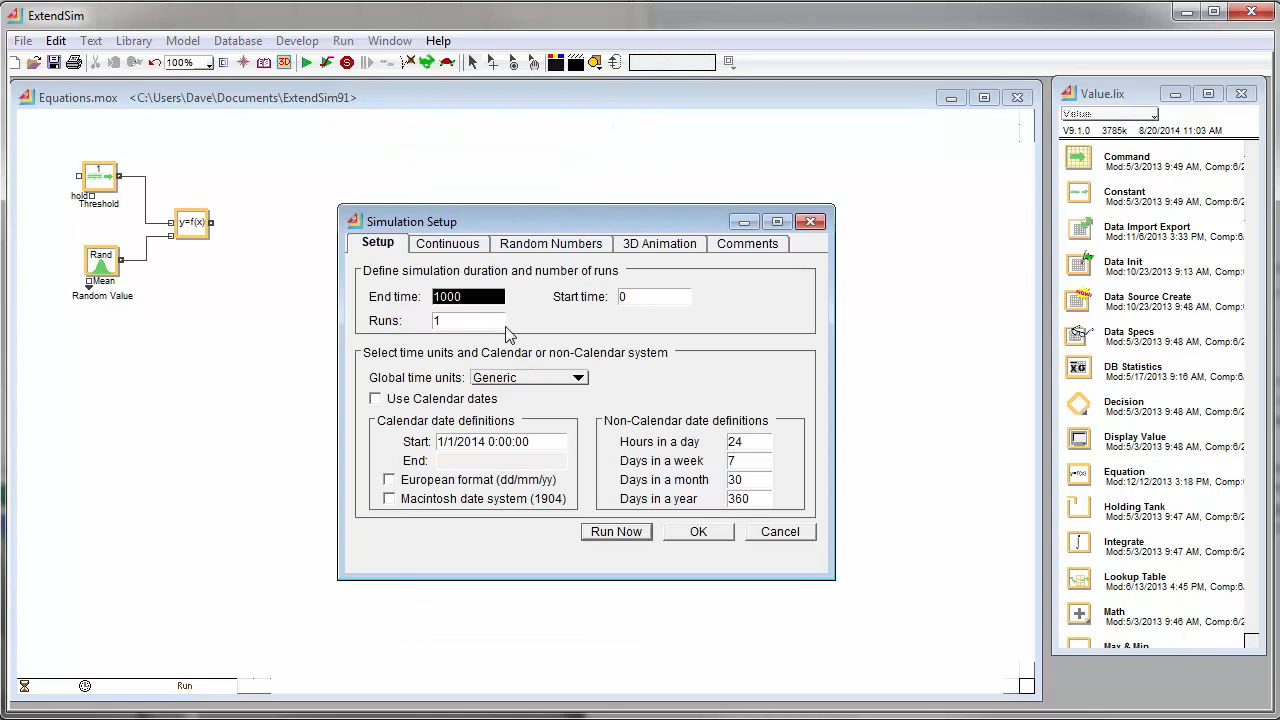 ExtendSim
File Edit Text Library Model Database Develop Run Window Help
100% 3D
Equations.mox <C:\Users\Dave\Documents\ExtendSim91>
1
hold
Threshold
y=f(x)
Rand
Mean
Random Value
Simulation Setup
Setup Continuous Random Numbers 3D Animation Comments
Define simulation duration and number of runs
End time: 1000 Start time: 0
Runs: 1
Select time units and Calendar or non-Calendar system
Global time units: Generic
Use Calendar dates
Calendar date definitions
Start: 1/1/2014 0:00:00
End:
European format (dd/mm/yy)
Macintosh date system (1904)
Non-Calendar date definitions
Hours in a day 24
Days in a week 7
Days in a month 30
Days in a year 360
Run Now OK Cancel
Run
Value.lix
Value
V9.1.0 3785k 8/20/2014 11:03 AM
Command
Mod:5/3/2013 9:49 AM, Comp:6/2
Constant
Mod:5/3/2013 9:49 AM, Comp:6/2
Data Import Export
Mod:11/6/2013 3:33 PM, Comp:6/
Data Init
Mod:10/23/2013 9:13 AM, Comp:6
Data Source Create
Mod:10/23/2013 9:48 AM, Comp:6
Data Specs
Mod:5/3/2013 9:48 AM, Comp:6/2
DB Statistics
Mod:5/17/2013 9:16 AM, Comp:6/
Decision
Mod:5/3/2013 9:48 AM, Comp:6/2
Display Value
Mod:5/3/2013 9:48 AM, Comp:6/2
y=f(x) Equation
Mod:12/12/2013 3:18 PM, Comp:6
Holding Tank
Mod:5/3/2013 9:47 AM, Comp:6/2
Integrate
Mod:5/3/2013 9:48 AM, Comp:6/2
Lookup Table
Mod:6/13/2013 4:45 PM, Comp:6/
Math
Mod:5/3/2013 9:46 AM, Comp:6/2
Max & Min